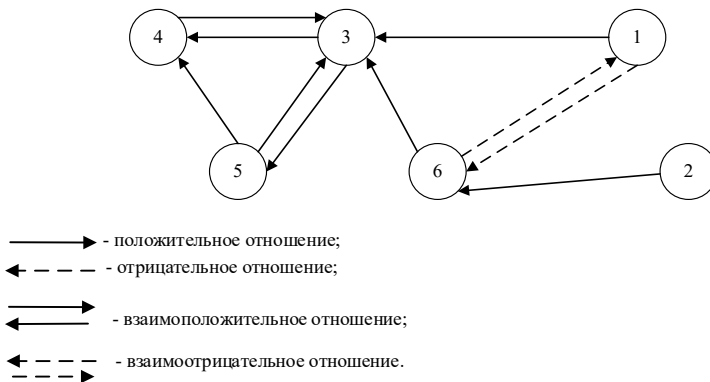 4 3 1
5 6 2
- положительное отношение;
- отрицательное отношение;
- взаимоположительное отношение;
- взаимоотрицательное отношение.